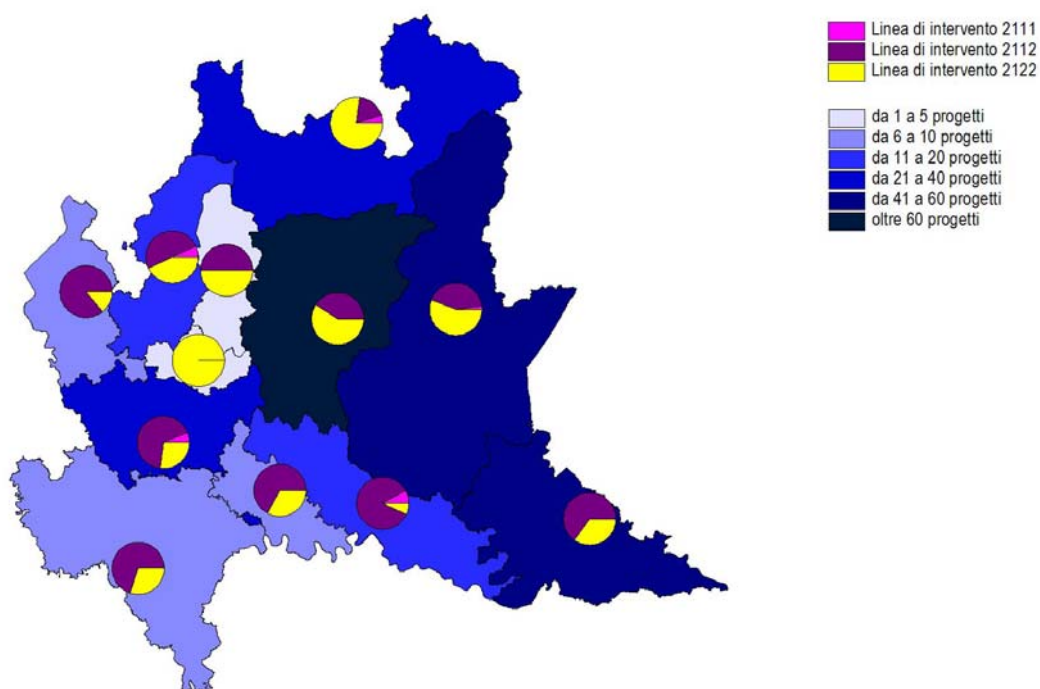 Linea di intervento 2111
Linea di intervento 2112
Linea di intervento 2122
da 1 a 5 progetti
da 6 a 10 progetti
da 11 a 20 progetti
da 21 a 40 progetti
da 41 a 60 progetti
oltre 60 progetti